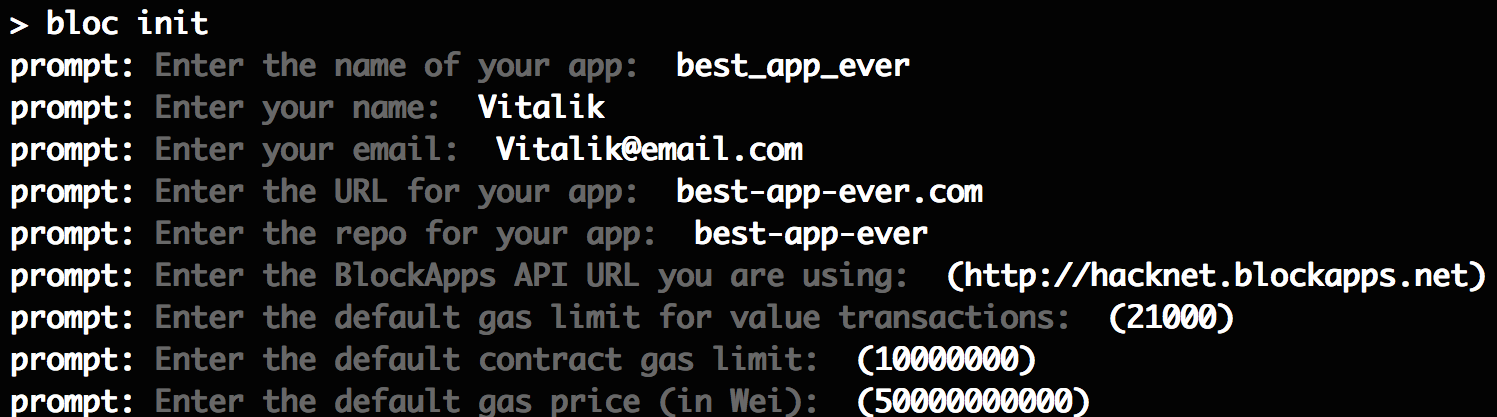 > bloc init
prompt: Enter the name of your app:  best_app_ever
prompt: Enter your name:  Vitalik
prompt: Enter your email:  Vitalik@email.com
prompt: Enter the URL for your app:  best-app-ever.com
prompt: Enter the repo for your app:  best-app-ever
prompt: Enter the BlockApps API URL you are using:  (http://hacknet.blockapps.net)
prompt: Enter the default gas limit for value transactions:  (21000)
prompt: Enter the default contract gas limit:  (10000000)
prompt: Enter the default gas price (in Wei):  (50000000000)